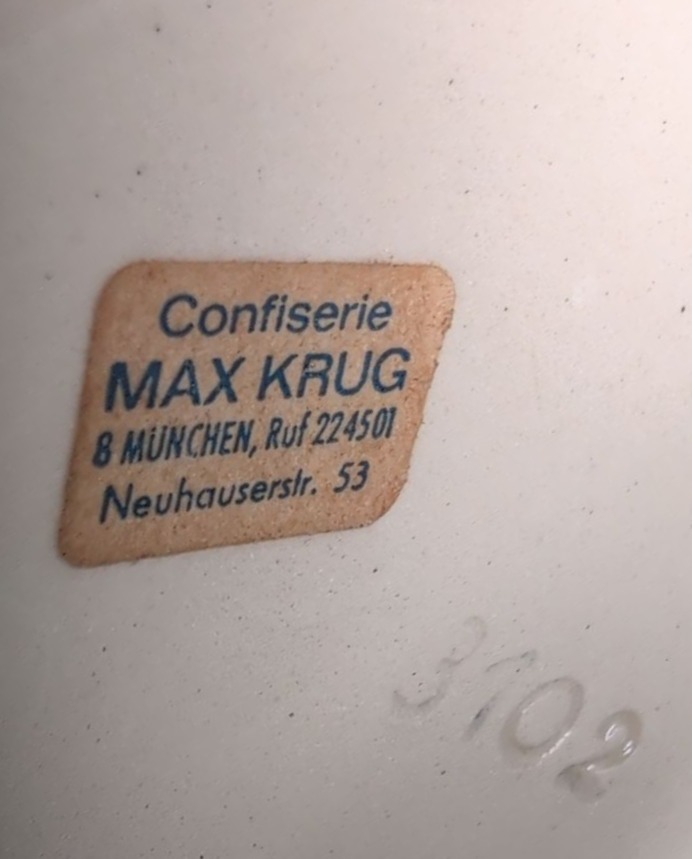 Confiserie
MAX KRUG
8 MÜNCHEN, Ruf 224501
Neuhauserstr. 53
3102